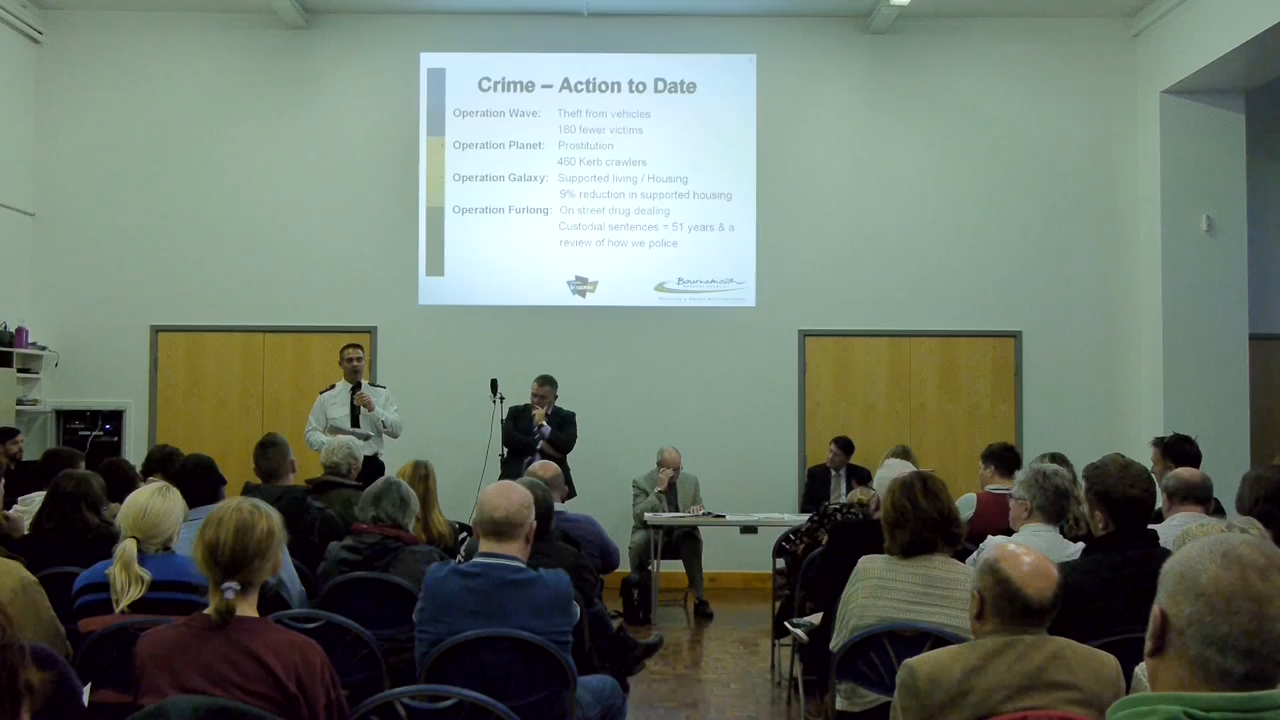 Crime – Action to Date
Operation Wave: Theft from vehicles
180 fewer victims
Operation Planet: Prostitution
460 Kerb crawlers
Operation Galaxy: Supported living / Housing
9% reduction in supported housing
Operation Furlong: On street drug dealing
Custodial sentences = 51 years & a
review of how we police
Bournemouth